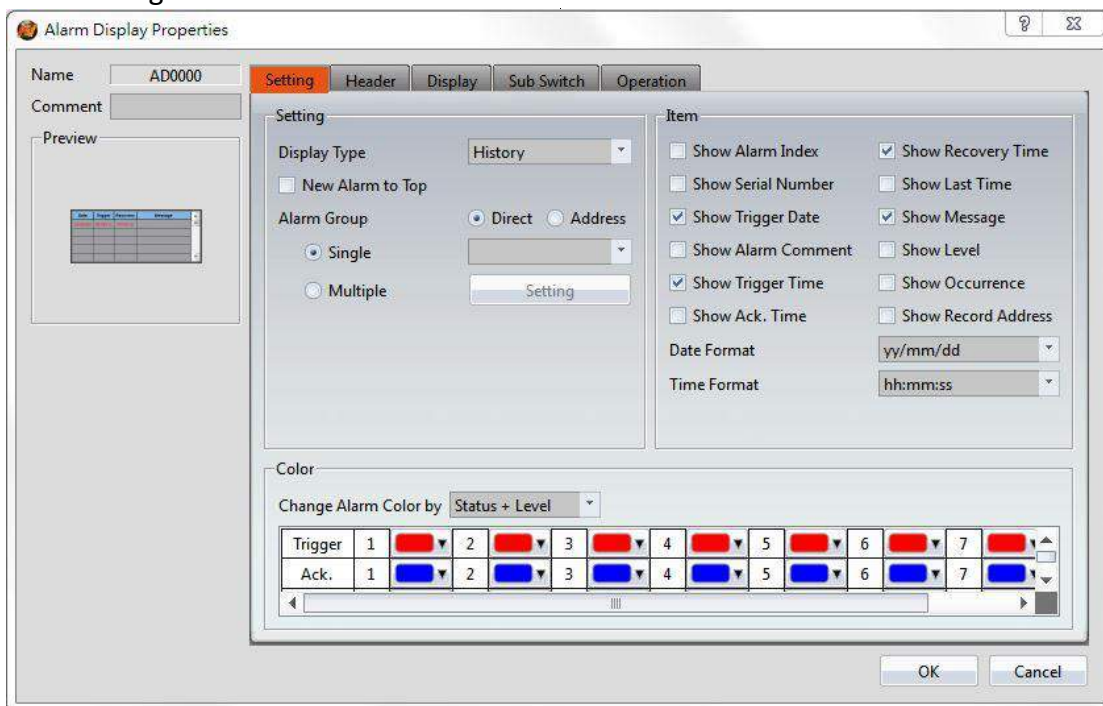 Alarm Display Properties
Name AD0000
Comment
Preview
Setting Header Display Sub Switch Operation
Setting
Display Type History
New Alarm to Top
Alarm Group Direct Address
Single
Multiple Setting
Item
Show Alarm Index Show Recovery Time
Show Serial Number Show Last Time
Show Trigger Date Show Message
Show Alarm Comment Show Level
Show Trigger Time Show Occurrence
Show Ack. Time Show Record Address
Date Format yy/mm/dd
Time Format hh:mm:ss
Color
Change Alarm Color by Status + Level
Trigger 1 2 3 4 5 6 7
Ack. 1 2 3 4 5 6 7
OK Cancel